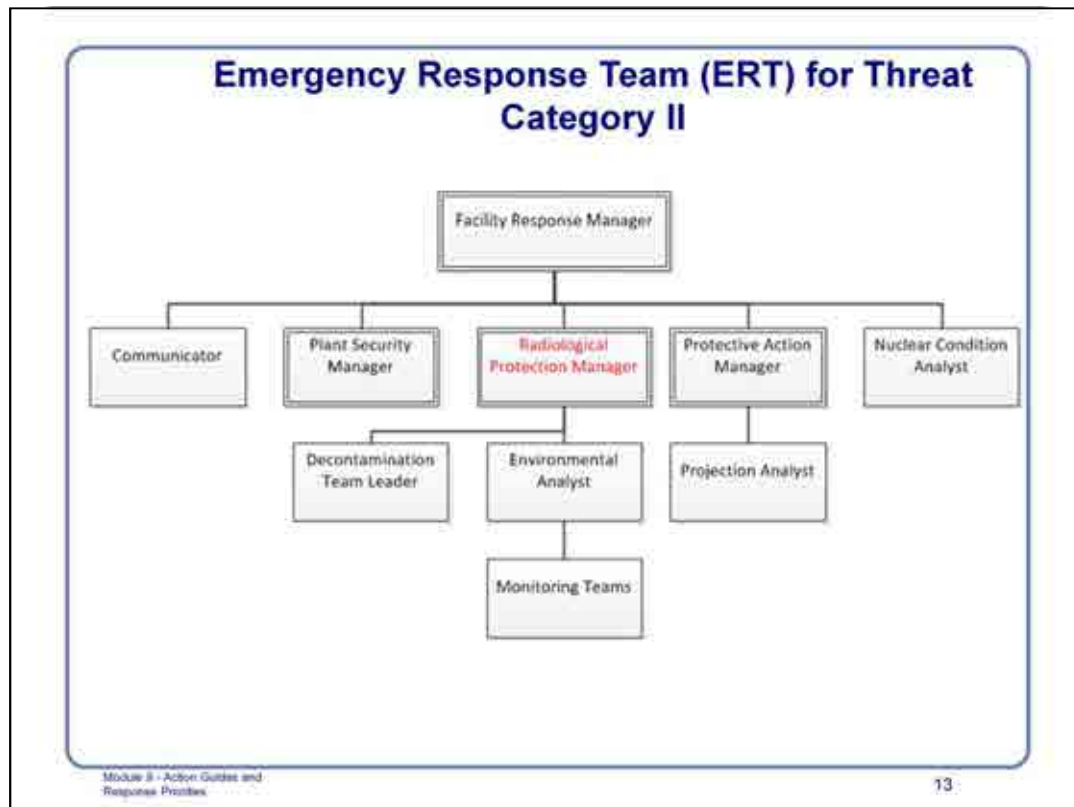 Emergency Response Team (ERT) for Threat
Category II
Facility Response Manager
Communicator
Plant Security
Manager
Radiological
Protection Manager
Protective Action
Manager
Nuclear Condition
Analyst
Decontamination
Team Leader
Environmental
Analyst
Projection Analyst
Monitoring Teams
Module - Action Guides and
Response Priorities
13